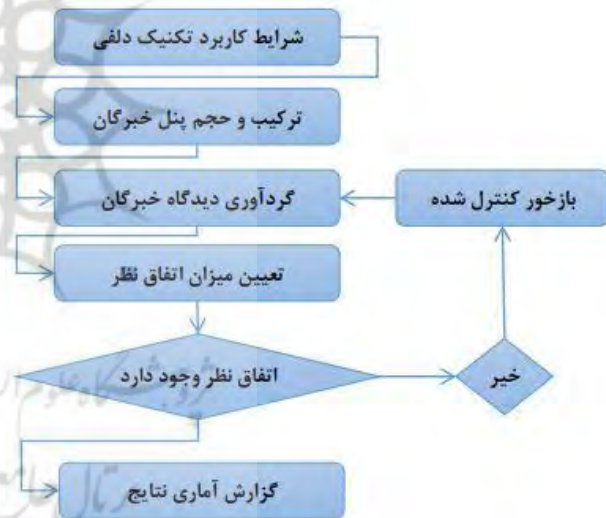 شرایط کاربرد تکنیک دلفی
ترکیب و حجم پنل خبرگان
گردآوری دیدگاه خبرگان
بازخور کنترل شده
تعیین میزان اتفاق نظر
اتفاق نظر وجود دارد
خیر
گزارش آماری نتایج